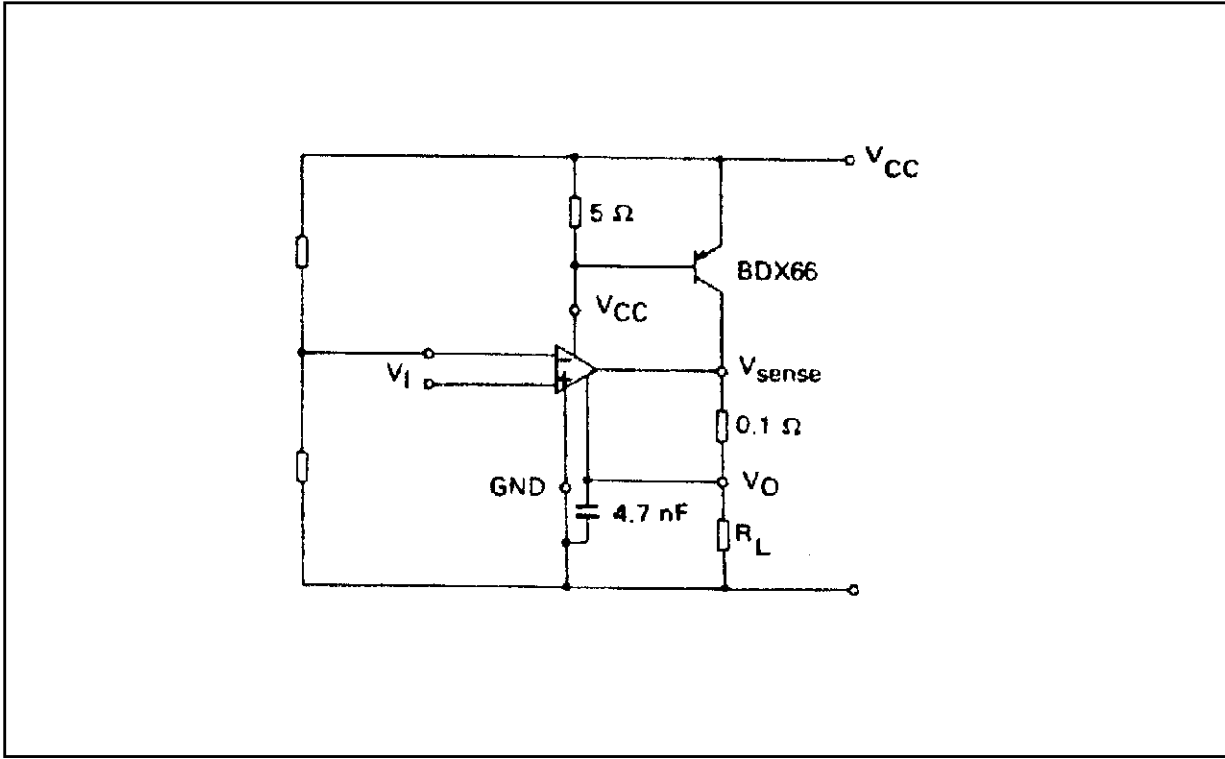 VCC
5 Ω
BDX66
VCC
VI
−
+
Vsense
0.1 Ω
GND
VO
4.7 nF
RL